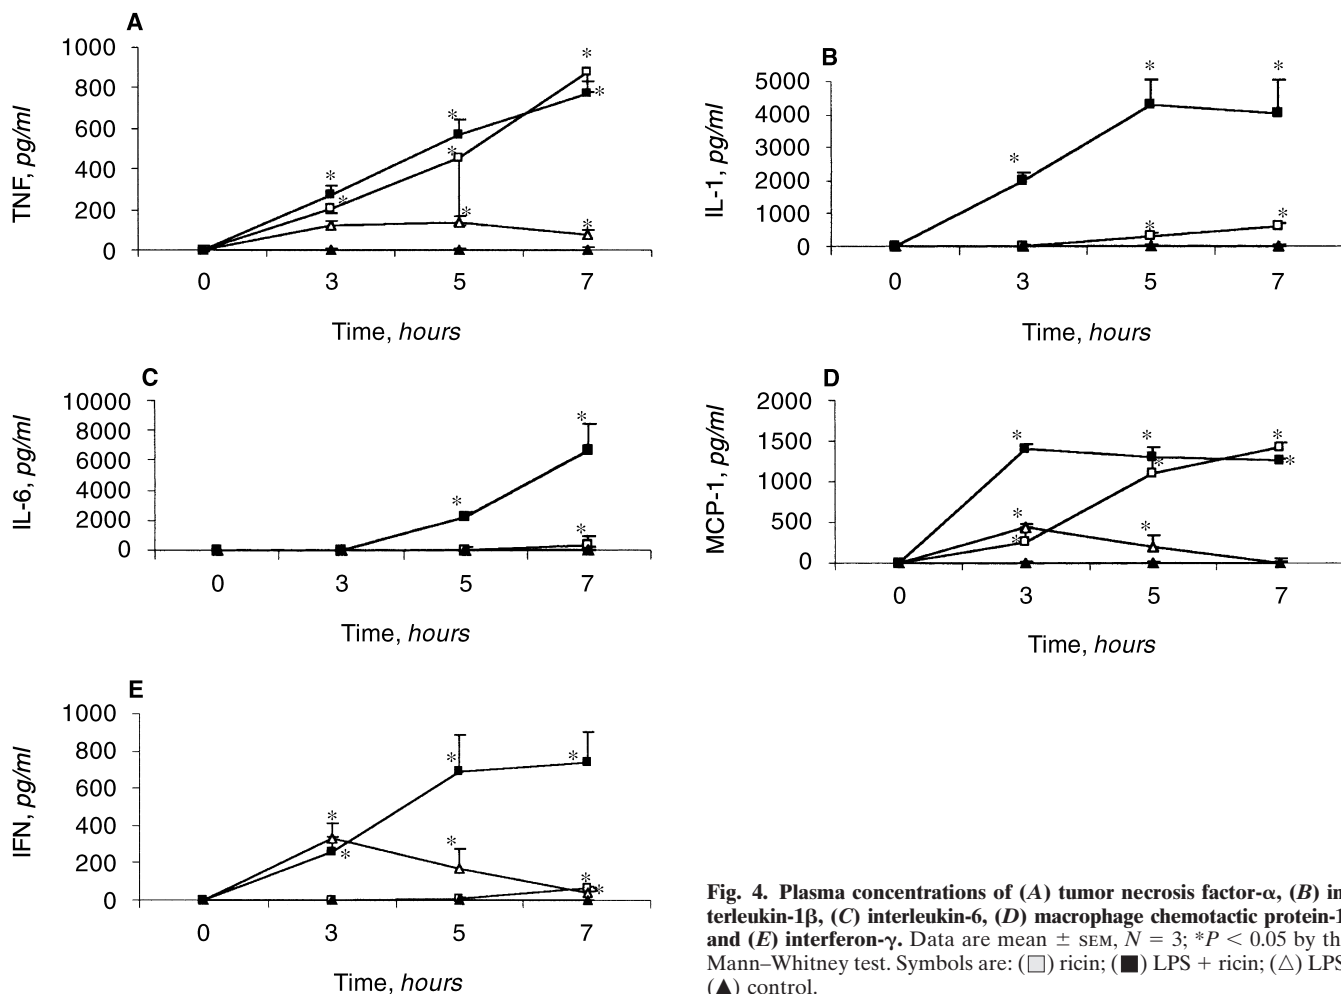 A
1000
800
600
400
200
0
TNF, pg/ml
* * * * * * * *
0 3 5 7
Time, hours
B
5000
4000
3000
2000
1000
0
IL-1, pg/ml
* * * * *
0 3 5 7
Time, hours
C
10000
8000
6000
4000
2000
0
IL-6, pg/ml
* * *
0 3 5 7
Time, hours
D
2000
1500
1000
500
0
MCP-1, pg/ml
* * * * * * * *
0 3 5 7
Time, hours
E
1000
800
600
400
200
0
IFN, pg/ml
* * * * * * *
0 3 5 7
Time, hours
Fig. 4. Plasma concentrations of (A) tumor necrosis factor-α, (B) in-
terleukin-1β, (C) interleukin-6, (D) macrophage chemotactic protein-1
and (E) interferon-γ. Data are mean ± SEM, N = 3; *P < 0.05 by th
Mann–Whitney test. Symbols are: (□) ricin; (■) LPS + ricin; (△) LPS
(▲) control.